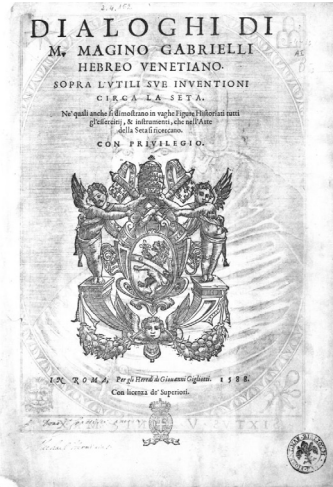 DIALOGHI DI
M. MAGINO GABRIELLI
HEBREO VENETIANO.
SOPRA L'VTILI SVE INVENTIONI
CIRCA LA SETA.
Ne' quali anche si dimostrano in vaghe Figure Historiati tutti
gl'essercitij, & instrumenti, che nell'Arte
della Seta si ricercano.
CON PRIVILEGIO.
IN ROMA, Per gli Heredi di Giouanni Gigliotti. 1588.
Con licenza de' Superiori.